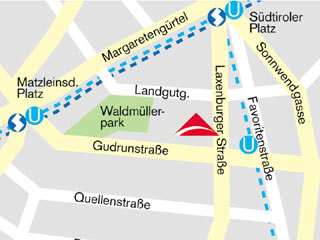 Südtiroler
Platz
Margaretengürtel
Sonnwendgasse
Matzleinsd.
Platz
U
U
Landgutg.
Laxenburger Straße
Favoritenstraße
Waldmüller-
park
Gudrunstraße
U
Quellenstraße